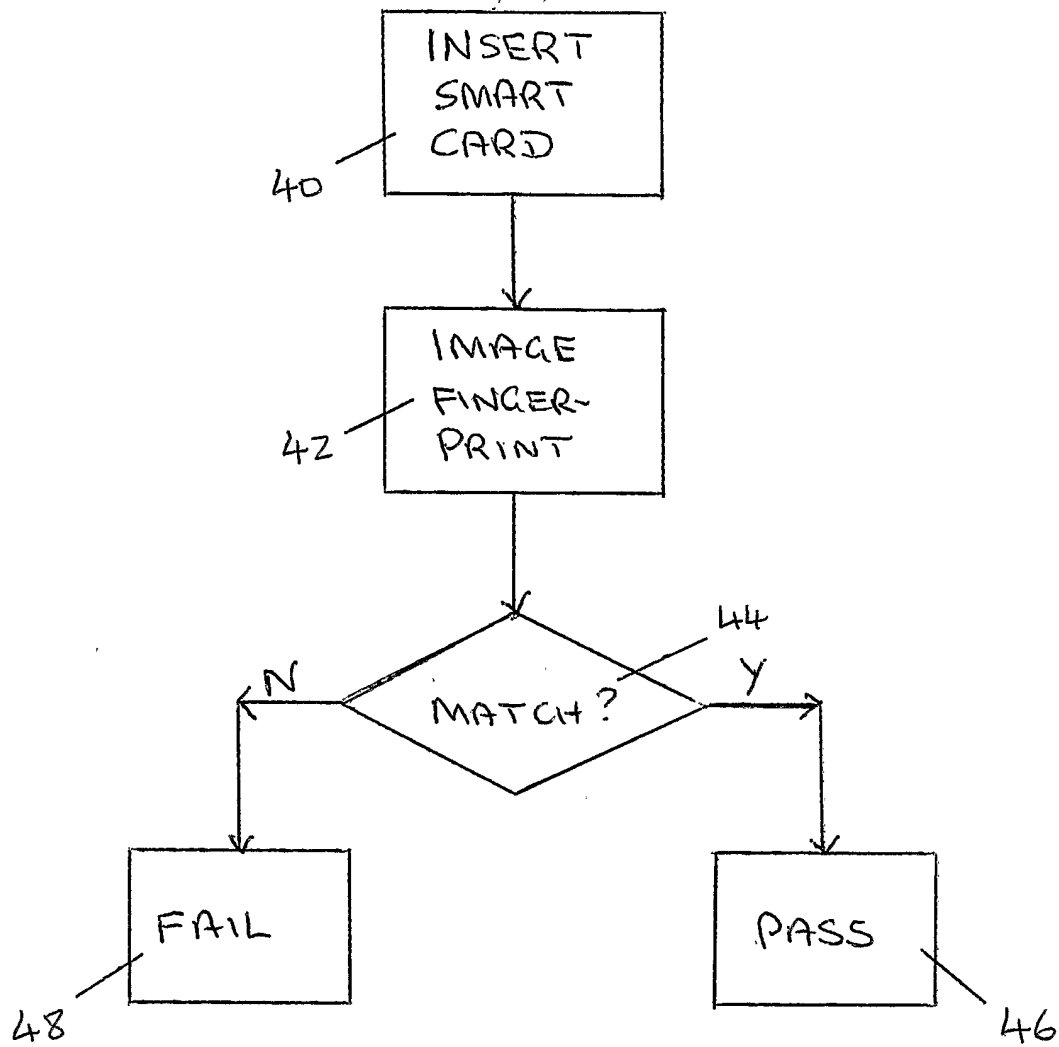 INSERT
SMART
CARD
40
IMAGE
FINGER-
PRINT
42
44
N
Y
MATCH?
FAIL
PASS
48
46